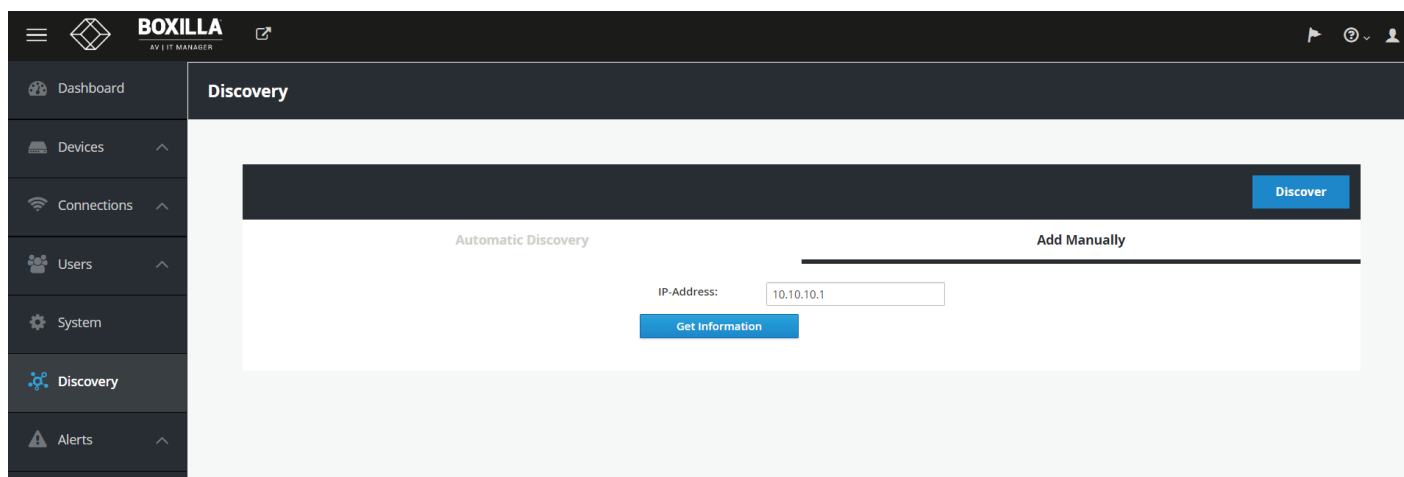 BOXILLA
AV | IT MANAGER
Dashboard
Discovery
Devices
Discover
Connections
Automatic Discovery
Add Manually
Users
IP-Address:
10.10.10.1
Get Information
System
Discovery
Alerts